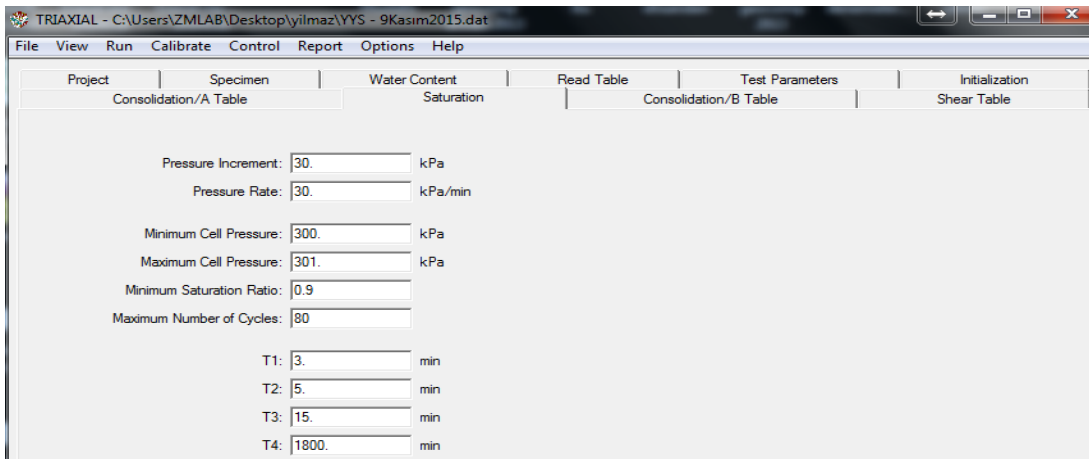 TRIAXIAL - C:\Users\ZMLAB\Desktop\yilmaz\YYS - 9Kasım2015.dat
File View Run Calibrate Control Report Options Help
Project Specimen Water Content Read Table Test Parameters Initialization
Consolidation/A Table Saturation Consolidation/B Table Shear Table
Pressure Increment: 30. kPa
Pressure Rate: 30. kPa/min
Minimum Cell Pressure: 300. kPa
Maximum Cell Pressure: 301. kPa
Minimum Saturation Ratio: 0.9
Maximum Number of Cycles: 80
T1: 3. min
T2: 5. min
T3: 15. min
T4: 1800. min